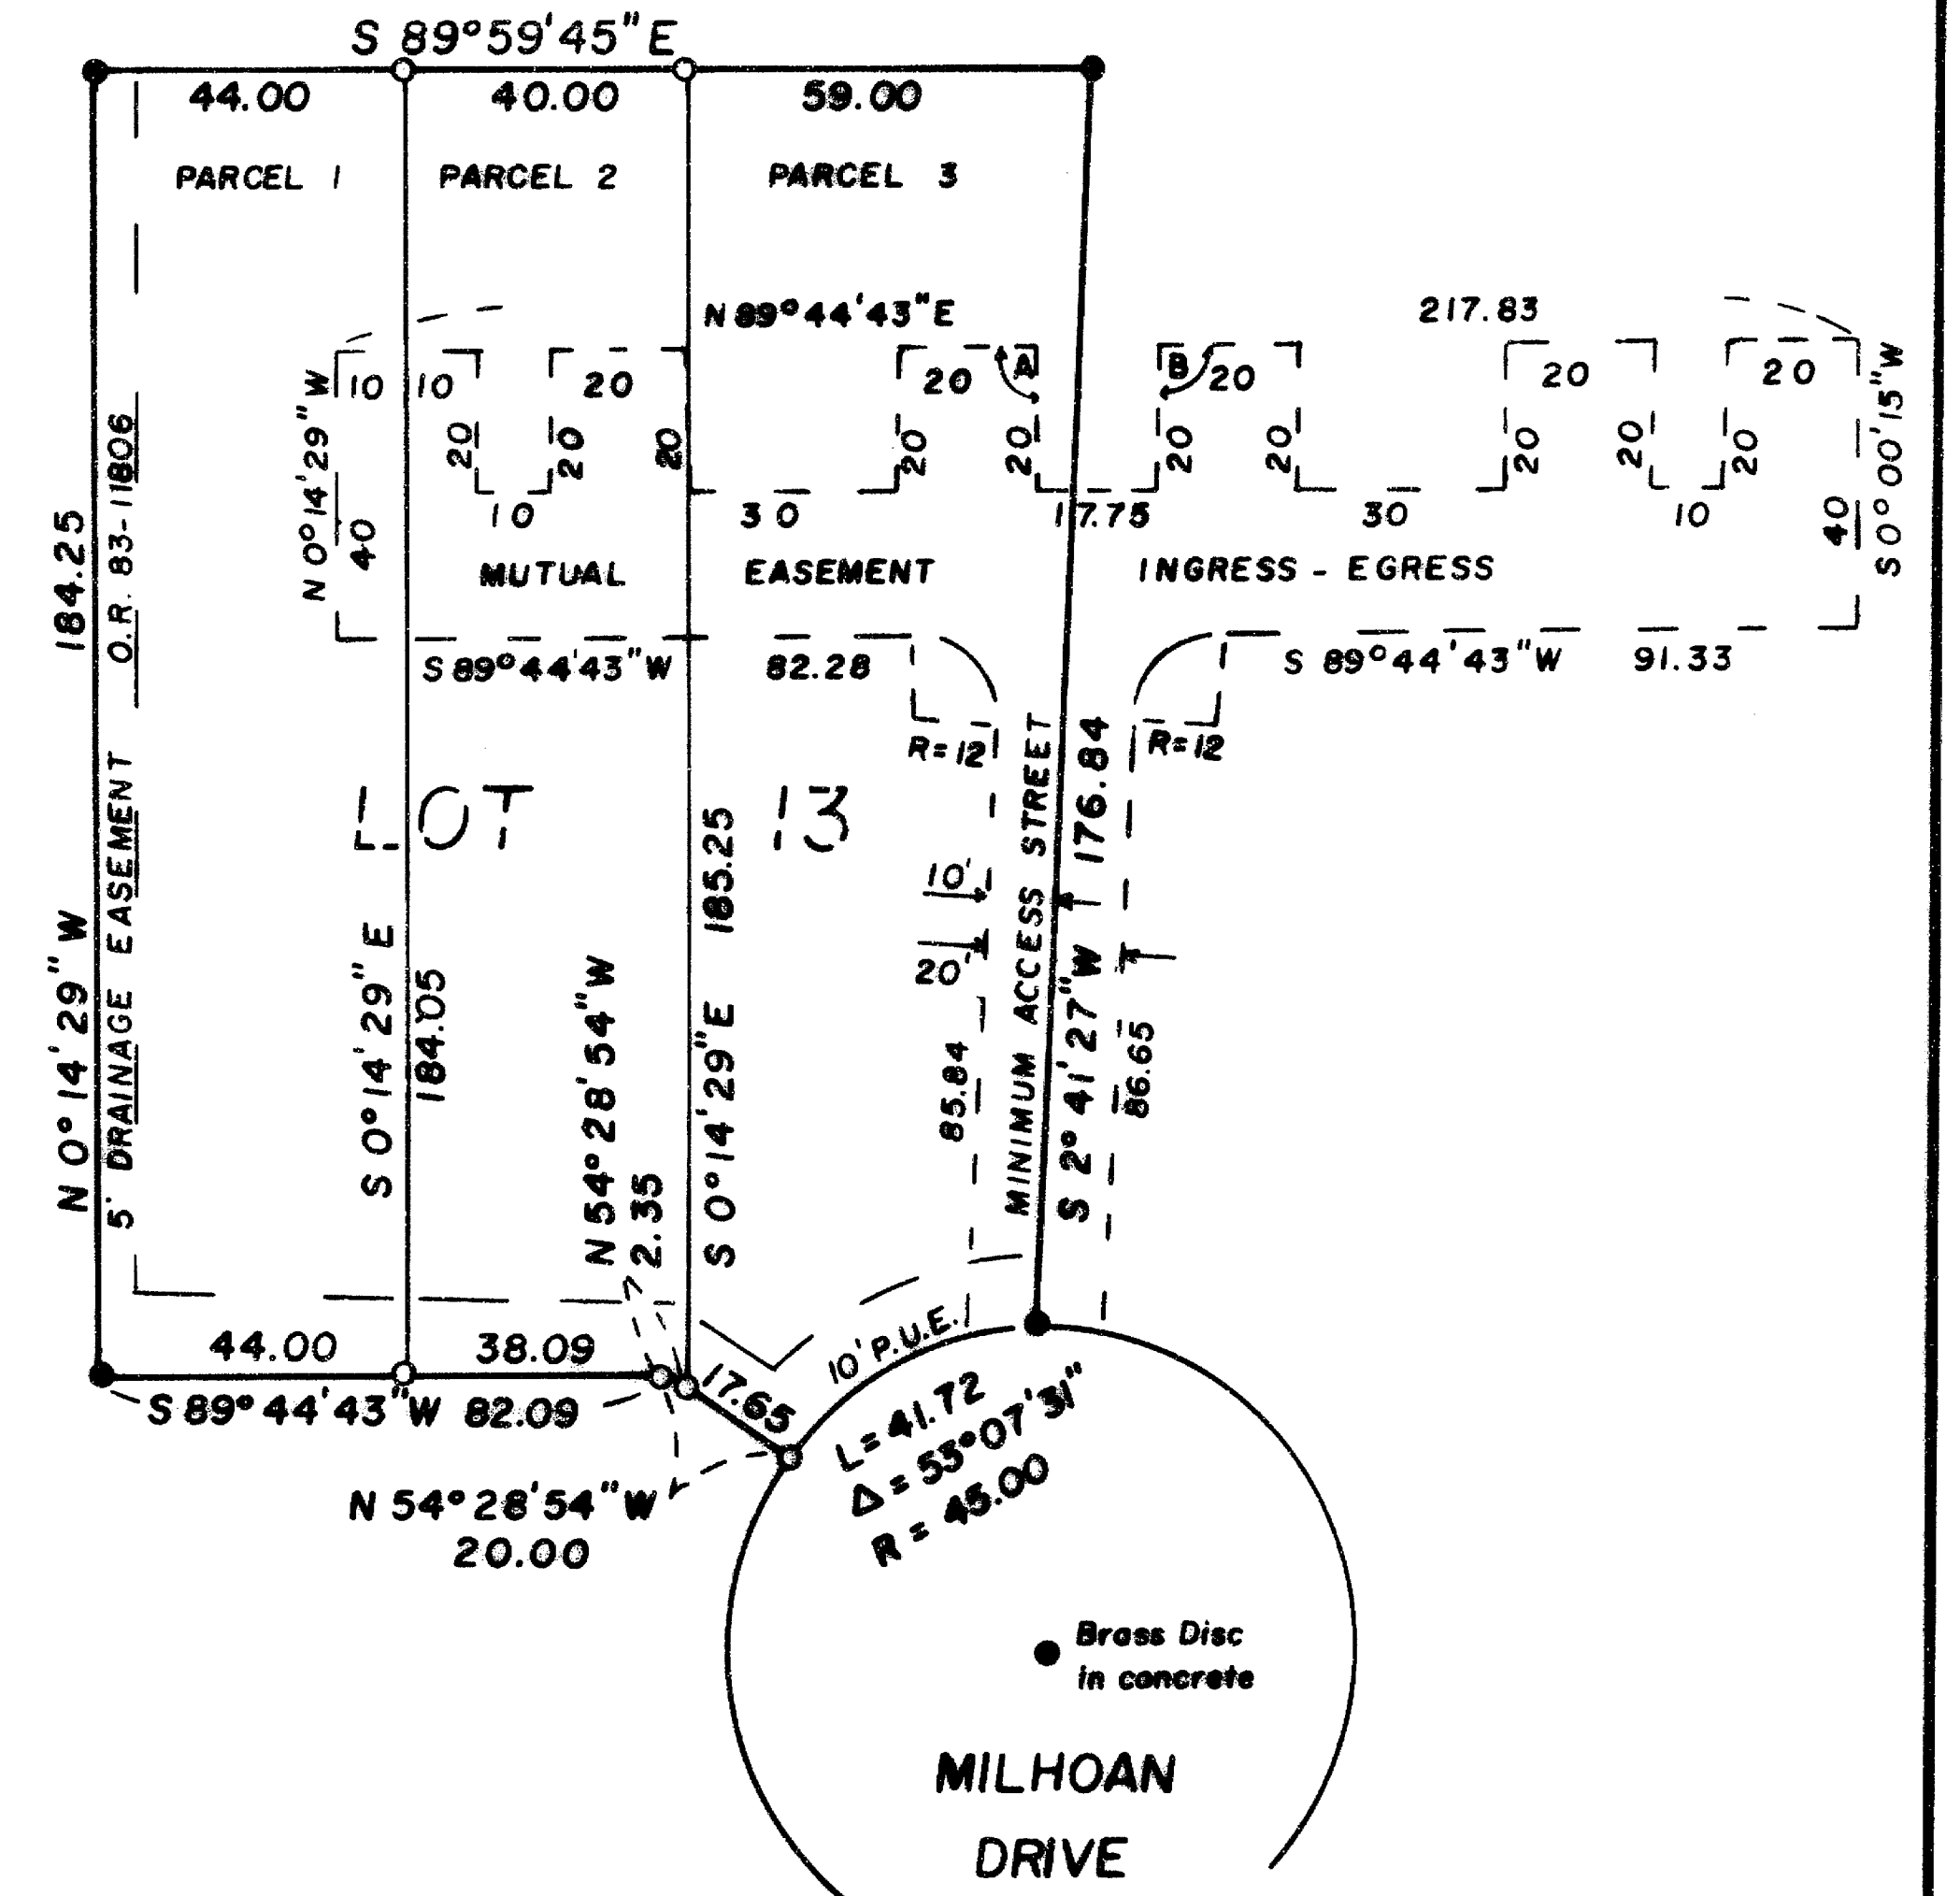 S 89°59'45"E
44.00 40.00 59.00
PARCEL 1 PARCEL 2 PARCEL 3
N 89°44'43"E
217.83
10 10 20 20 A B 20 20 20
N 0°14'29"W
40
20 20 20 20 20 20 20 20 20 20
10 30 17.75 30 10
40
S 0°00'15"W
MUTUAL EASEMENT INGRESS - EGRESS
S 89°44'43"W 82.28
S 89°44'43"W 91.33
R=12 R=12
184.25
N 0°14'29"W
5' DRAINAGE EASEMENT O.R. 83-11806
LOT 13
S 0°14'29"E
184.05
N 54°28'54"W
2.35
S 0°14'29"E 185.25
10'
20'
85.84
MINIMUM ACCESS STREET
S 2°41'27"W 176.84
86.65
44.00 38.09
S 89°44'43"W 82.09
17.65
10' P.U.E.
N 54°28'54"W
20.00
L=41.72
Δ=53°07'31"
R=45.00
Brass Disc
in concrete
MILHOAN
DRIVE